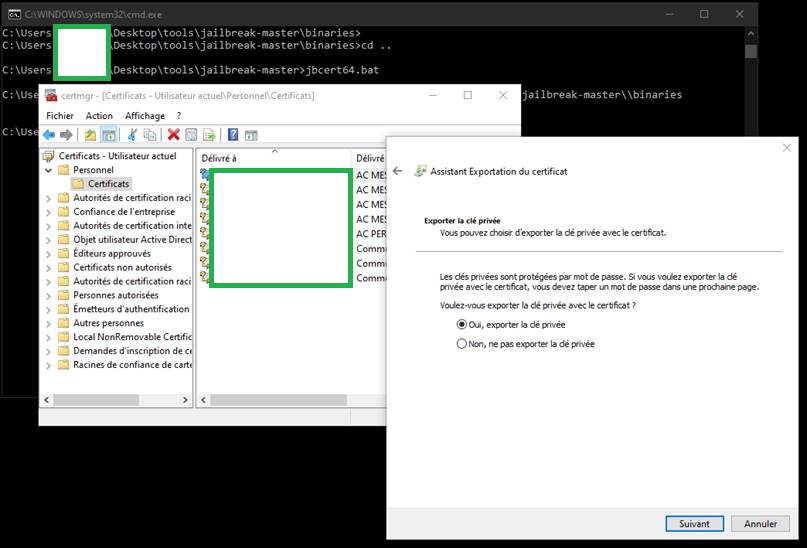 C:\WINDOWS\system32\cmd.exe
C:\Users \Desktop\tools\jailbreak-master\binaries>
C:\Users \Desktop\tools\jailbreak-master\binaries>cd ..
C:\Users \Desktop\tools\jailbreak-master>jbcert64.bat
C:\Use jailbreak-master\\binaries
C:\Use
certmgr - [Certificats - Utilisateur actuel\Personnel\Certificats]
Fichier Action Affichage ?
Certificats - Utilisateur actuel
Personnel
Certificats
Autorités de certification raci
Confiance de l'entreprise
Autorités de certification inte
Objet utilisateur Active Direct
Éditeurs approuvés
Certificats non autorisés
Autorités de certification raci
Personnes autorisées
Émetteurs d'authentification
Autres personnes
Local NonRemovable Certific
Demandes d'inscription de ce
Racines de confiance de carte
Délivré à Délivré
AC MES
AC MES
AC MES
AC MES
AC PER
Commu
Commu
Commu
Assistant Exportation du certificat
Exporter la clé privée
Vous pouvez choisir d'exporter la clé privée avec le certificat.
Les clés privées sont protégées par mot de passe. Si vous voulez exporter la clé
privée avec le certificat, vous devez taper un mot de passe dans une prochaine page.
Voulez-vous exporter la clé privée avec le certificat ?
Oui, exporter la clé privée
Non, ne pas exporter la clé privée
Suivant Annuler